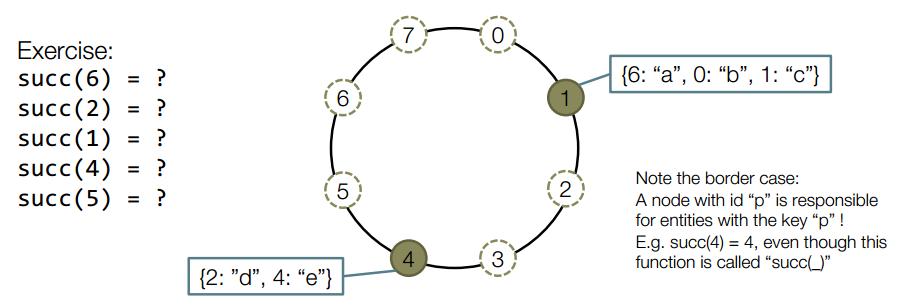 Exercise:
succ(6) = ?
succ(2) = ?
succ(1) = ?
succ(4) = ?
succ(5) = ?
7
0
6
1
{6: “a”, 0: “b”, 1: “c”}
5
2
4
3
{2: ”d”, 4: “e”}
Note the border case:
A node with id “p” is responsible
for entities with the key “p” !
E.g. succ(4) = 4, even though this
function is called “succ(_)”